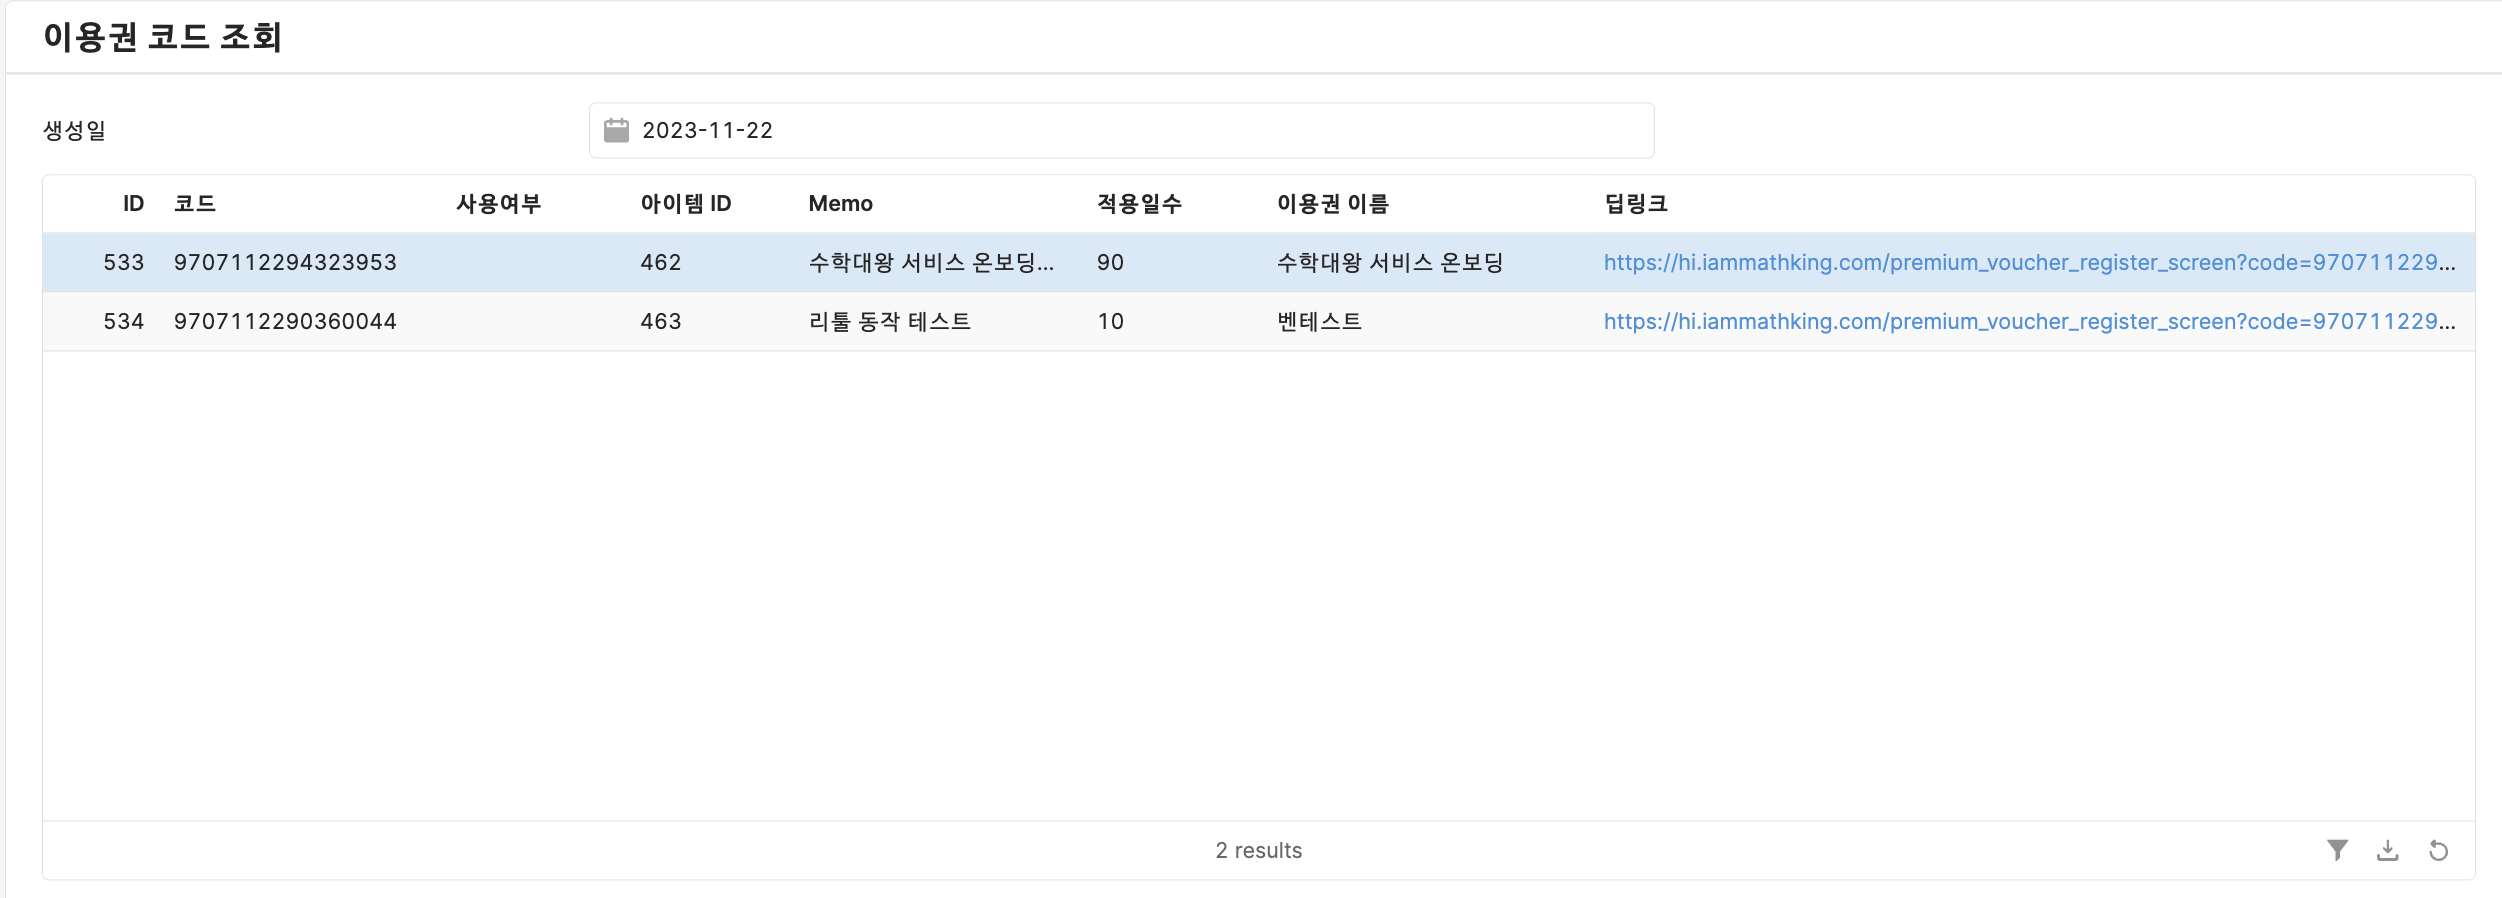 이용권 코드 조회
생성일 2023-11-22
ID 코드 사용여부 아이템 ID Memo 적용일수 이용권 이름 딥링크
533 9707112294323953 462 수학대왕 서비스 온보딩... 90 수학대왕 서비스 온보딩 https://hi.iammathking.com/premium_voucher_register_screen?code=970711229...
534 9707112290360044 463 리툴 동작 테스트 10 벤테스트 https://hi.iammathking.com/premium_voucher_register_screen?code=970711229...
2 results